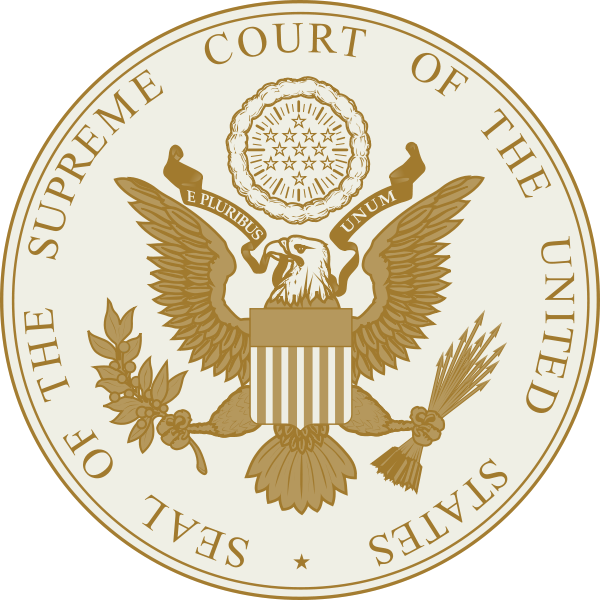 SEAL OF THE SUPREME COURT OF THE UNITED STATES
E PLURIBUS
UNUM